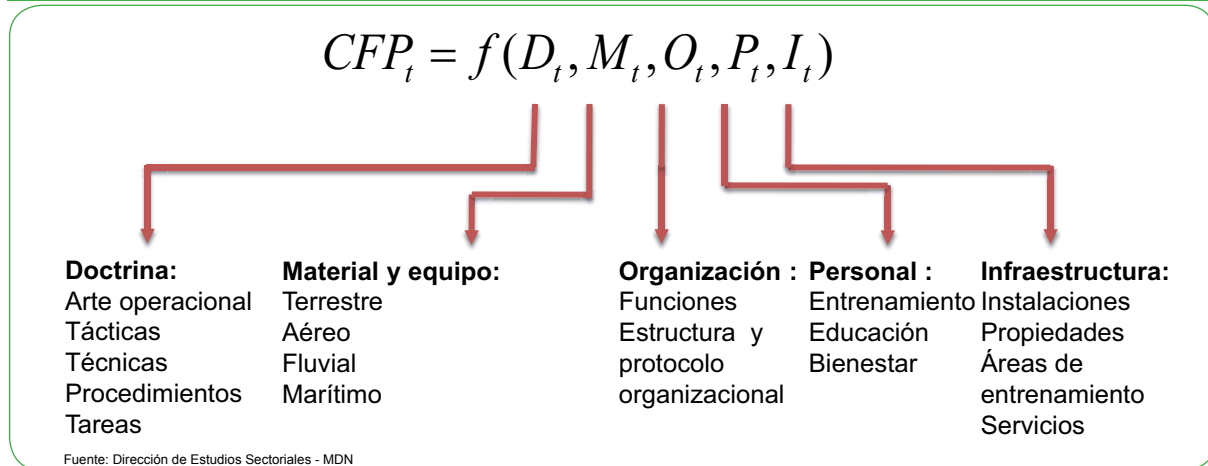 CFPt = f(Dt, Mt, Ot, Pt, It)
Doctrina:
Arte operacional
Tácticas
Técnicas
Procedimientos
Tareas
Material y equipo:
Terrestre
Aéreo
Fluvial
Marítimo
Organización :
Funciones
Estructura y
protocolo
organizacional
Personal :
Entrenamiento
Educación
Bienestar
Infraestructura:
Instalaciones
Propiedades
Áreas de
entrenamiento
Servicios
Fuente: Dirección de Estudios Sectoriales - MDN